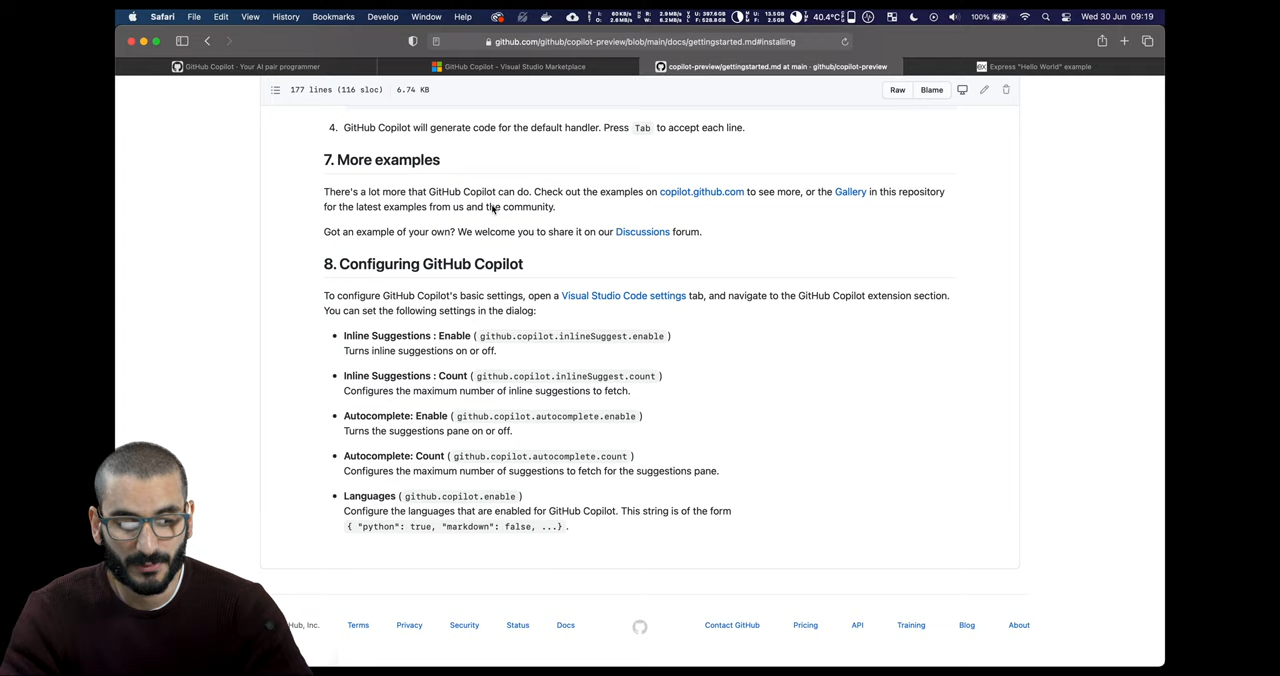 Safari File Edit View History Bookmarks Develop Window Help 40.4°C 100% Wed 30 Jun 09:19
github.com/github/copilot-preview/blob/main/docs/gettingstarted.md#installing
GitHub Copilot · Your AI pair programmer
GitHub Copilot - Visual Studio Marketplace
copilot-preview/gettingstarted.md at main · github/copilot-preview
Express "Hello World" example
177 lines (116 sloc) 6.74 KB
Raw Blame
4. GitHub Copilot will generate code for the default handler. Press Tab to accept each line.
7. More examples
There's a lot more that GitHub Copilot can do. Check out the examples on copilot.github.com to see more, or the Gallery in this repository
for the latest examples from us and the community.
Got an example of your own? We welcome you to share it on our Discussions forum.
8. Configuring GitHub Copilot
To configure GitHub Copilot's basic settings, open a Visual Studio Code settings tab, and navigate to the GitHub Copilot extension section.
You can set the following settings in the dialog:
• Inline Suggestions : Enable ( github.copilot.inlineSuggest.enable )
Turns inline suggestions on or off.
• Inline Suggestions : Count ( github.copilot.inlineSuggest.count )
Configures the maximum number of inline suggestions to fetch.
• Autocomplete: Enable ( github.copilot.autocomplete.enable )
Turns the suggestions pane on or off.
• Autocomplete: Count ( github.copilot.autocomplete.count )
Configures the maximum number of suggestions to fetch for the suggestions pane.
• Languages ( github.copilot.enable )
Configure the languages that are enabled for GitHub Copilot. This string is of the form
{ "python": true, "markdown": false, ...} .
Hub, Inc. Terms Privacy Security Status Docs Contact GitHub Pricing API Training Blog About